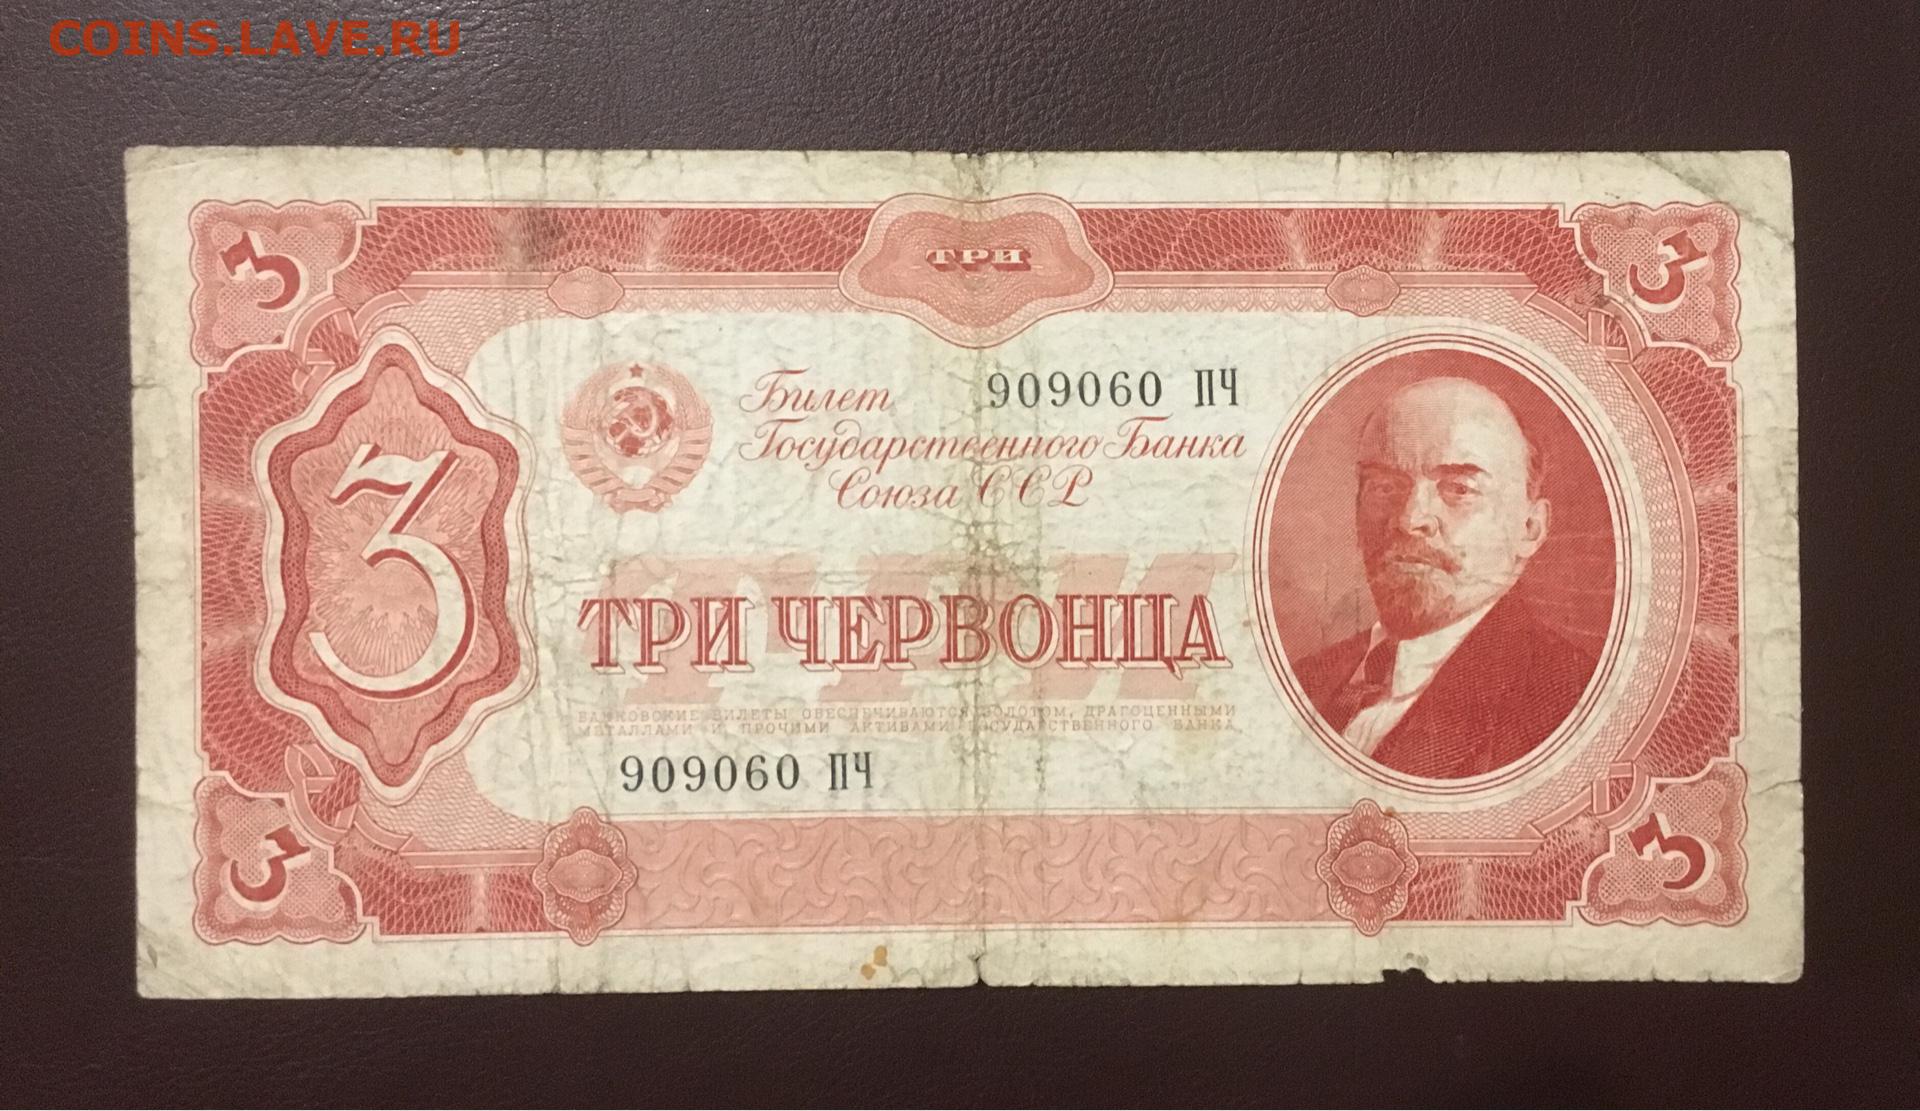 COINS.LAVE.RU
3
ТРИ
3
Билет
909060 ПЧ
Государственного Банка
Союза ССР
3
ТРИ
ТРИ ЧЕРВОНЦА
БАНКОВСКИЕ БИЛЕТЫ ОБЕСПЕЧИВАЮТСЯ ЗОЛОТОМ, ДРАГОЦЕННЫМИ
МЕТАЛЛАМИ И ПРОЧИМИ АКТИВАМИ ГОСУДАРСТВЕННОГО БАНКА
909060 ПЧ
3
3